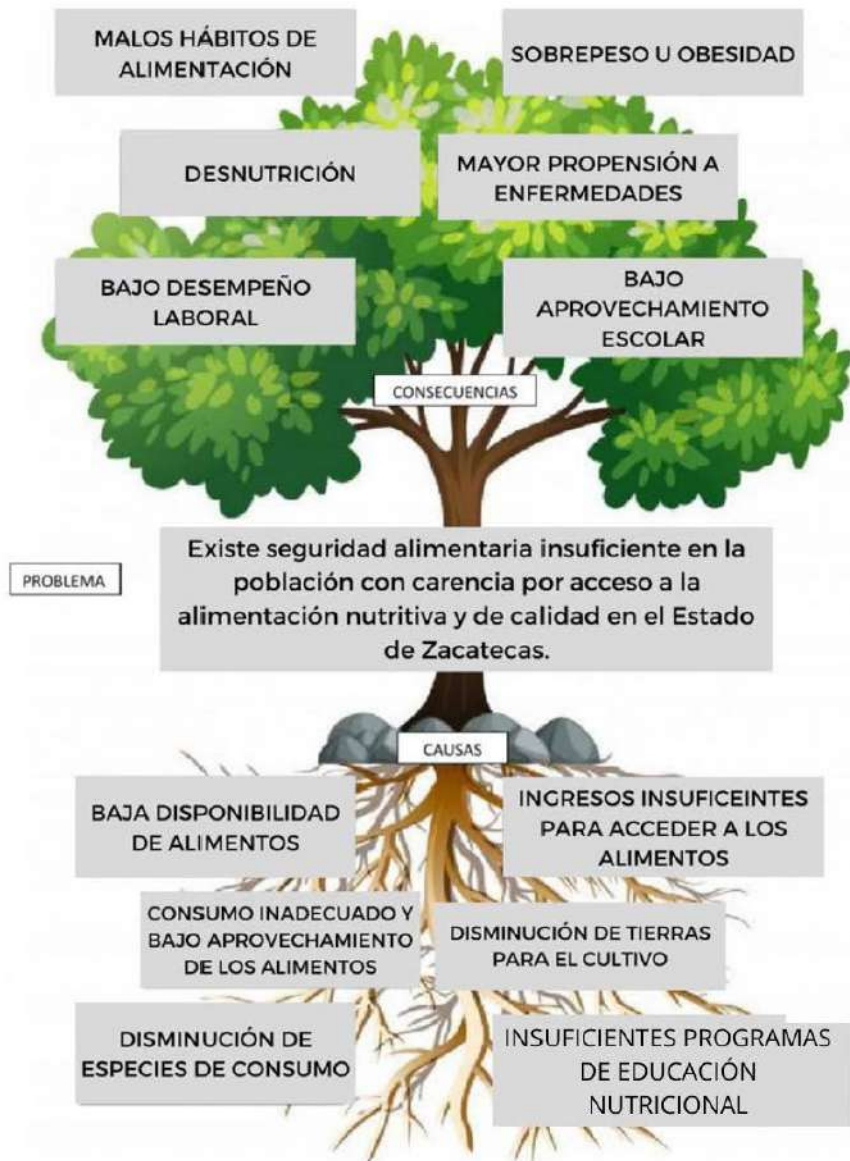 MALOS HÁBITOS DE
ALIMENTACIÓN
SOBREPESO U OBESIDAD
DESNUTRICIÓN
MAYOR PROPENSIÓN A
ENFERMEDADES
BAJO DESEMPEÑO
LABORAL
BAJO
APROVECHAMIENTO
ESCOLAR
CONSECUENCIAS
PROBLEMA
Existe seguridad alimentaria insuficiente en la
población con carencia por acceso a la
alimentación nutritiva y de calidad en el Estado
de Zacatecas.
CAUSAS
BAJA DISPONIBILIDAD
DE ALIMENTOS
INGRESOS INSUFICEINTES
PARA ACCEDER A LOS
ALIMENTOS
CONSUMO INADECUADO Y
BAJO APROVECHAMIENTO
DE LOS ALIMENTOS
DISMINUCIÓN DE TIERRAS
PARA EL CULTIVO
DISMINUCIÓN DE
ESPECIES DE CONSUMO
INSUFICIENTES PROGRAMAS
DE EDUCACIÓN
NUTRICIONAL